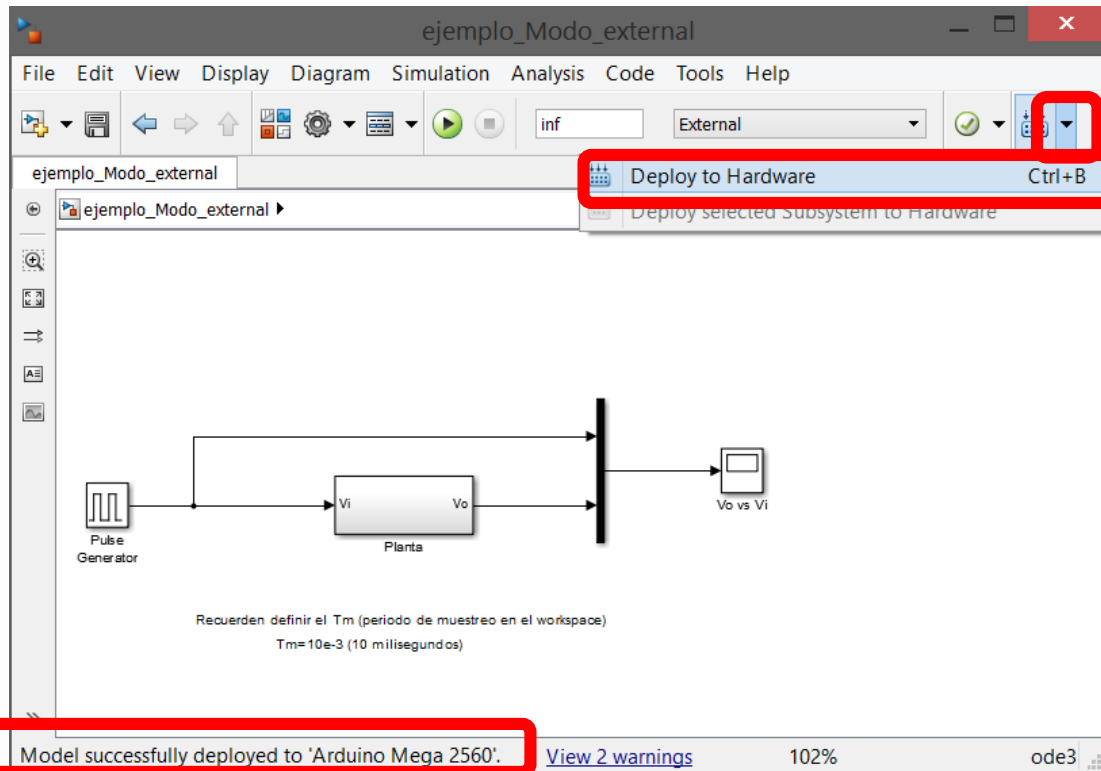 ejemplo_Modo_external
File Edit View Display Diagram Simulation Analysis Code Tools Help
inf External
ejemplo_Modo_external
Deploy to Hardware Ctrl+B
ejemplo_Modo_external
Deploy selected Subsystem to Hardware
Vi Vo
Vo vs Vi
Pulse
Generator
Planta
Recuerden definir el Tm (periodo de muestreo en el workspace)
Tm=10e-3 (10 milisegundos)
Model successfully deployed to 'Arduino Mega 2560'. View 2 warnings 102% ode3